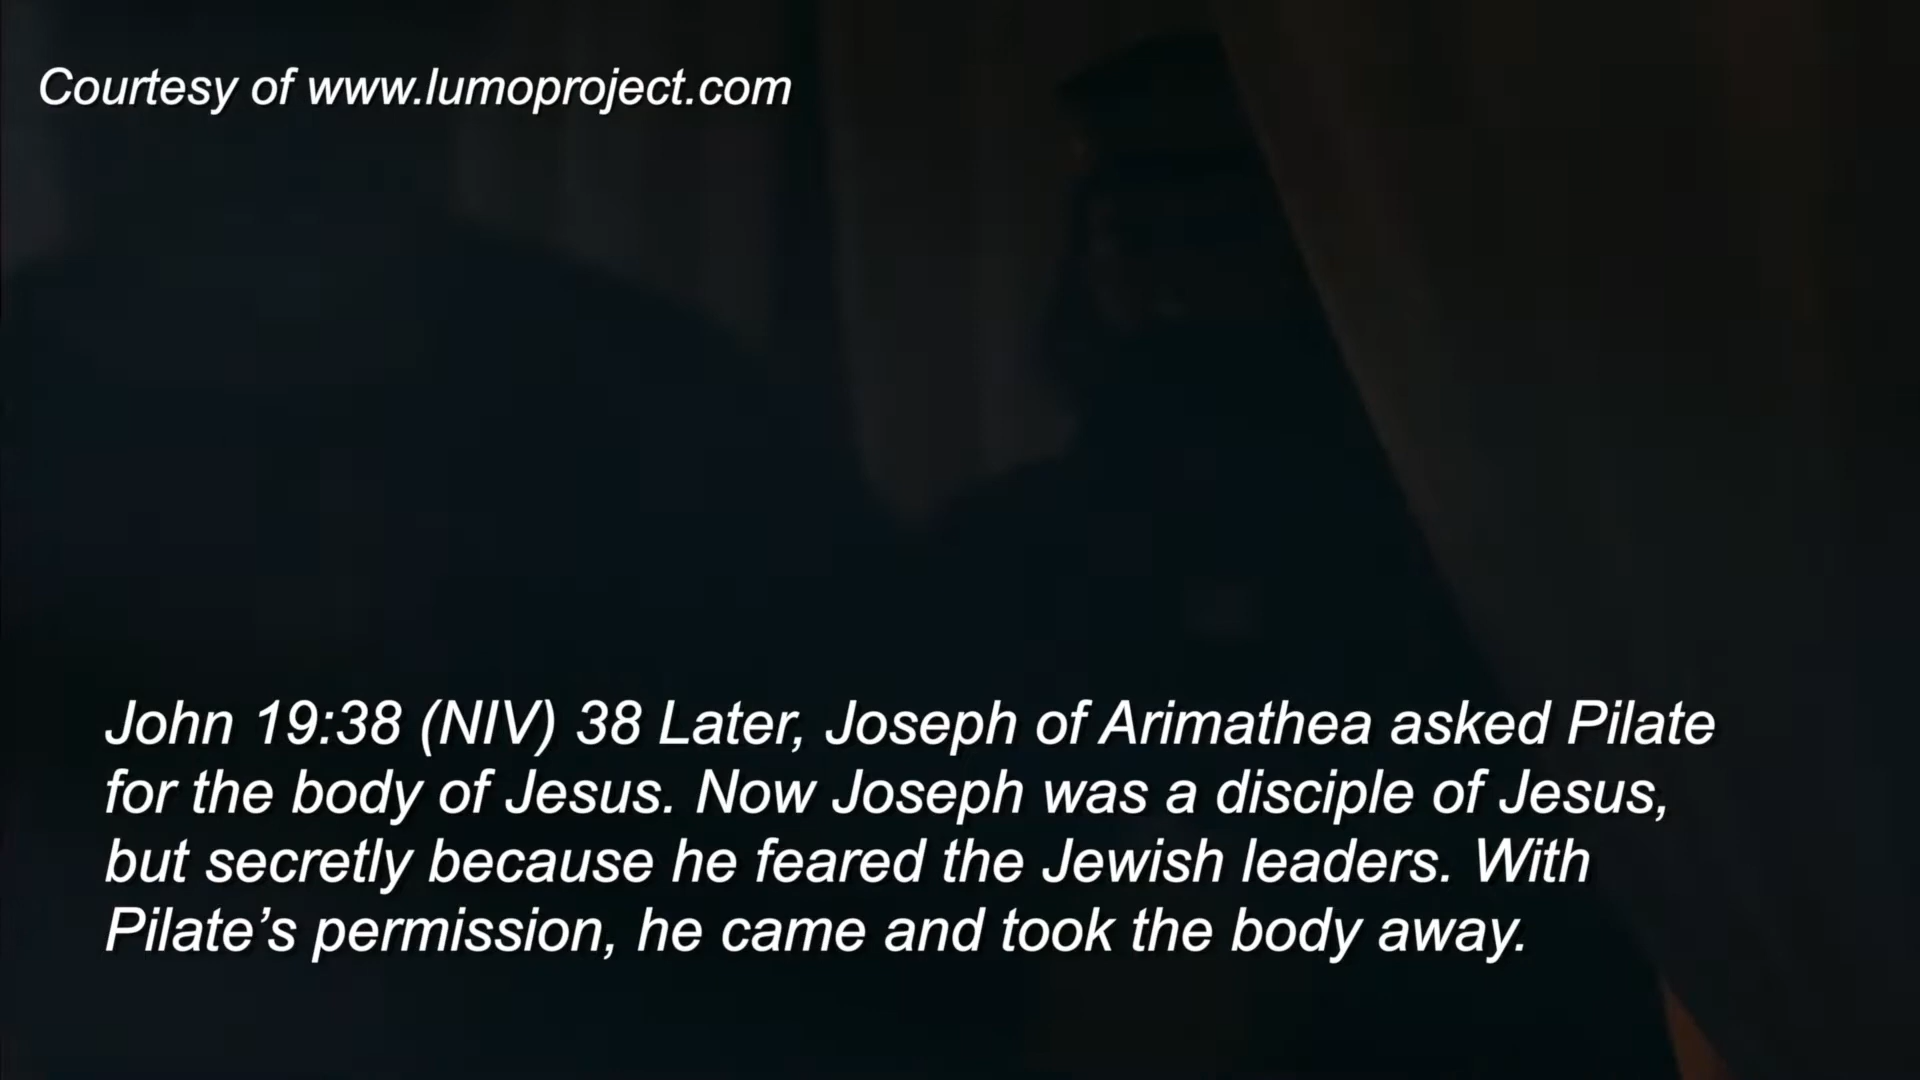 Courtesy of www.lumoproject.com
John 19:38 (NIV) 38 Later, Joseph of Arimathea asked Pilate
for the body of Jesus. Now Joseph was a disciple of Jesus,
but secretly because he feared the Jewish leaders. With
Pilate’s permission, he came and took the body away.